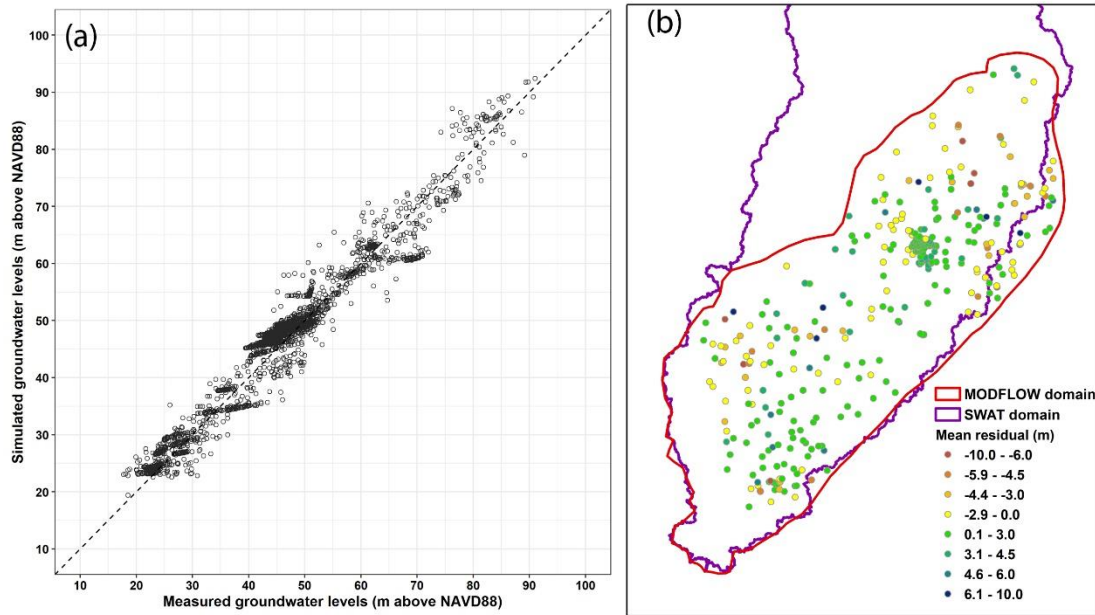 (a)
Simulated groundwater levels (m above NAVD88)
100
90
80
70
60
50
40
30
20
10
10 20 30 40 50 60 70 80 90 100
Measured groundwater levels (m above NAVD88)
(b)
MODFLOW domain
SWAT domain
Mean residual (m)
-10.0 - -6.0
-5.9 - -4.5
-4.4 - -3.0
-2.9 - 0.0
0.1 - 3.0
3.1 - 4.5
4.6 - 6.0
6.1 - 10.0